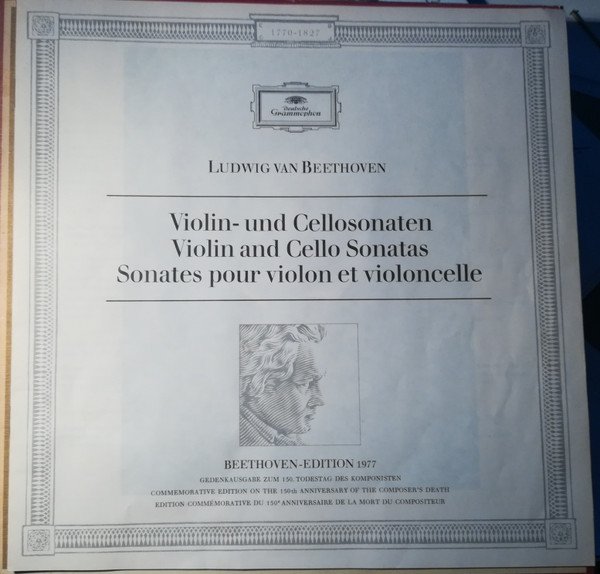 1770-1827
Deutsche
Grammophon
LUDWIG VAN BEETHOVEN
Violin- und Cellosonaten
Violin and Cello Sonatas
Sonates pour violon et violoncelle
BEETHOVEN-EDITION 1977
GEDENKAUSGABE ZUM 150. TODESTAG DES KOMPONISTEN
COMMEMORATIVE EDITION ON THE 150th ANNIVERSARY OF THE COMPOSER'S DEATH
EDITION COMMÉMORATIVE DU 150e ANNIVERSAIRE DE LA MORT DU COMPOSITEUR